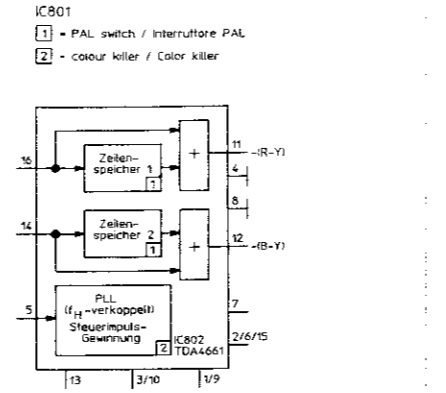 IC801
1 - PAL switch / Interruttore PAL
2 - colour killer / Color killer
16
Zeilen-
speicher 1
1
+
11
-(R-Y)
4
8
14
Zeilen-
speicher 2
1
+
12
-(B-Y)
5
PLL
(fH-verkoppelt)
Steuerimpuls-
Gewinnung
2
IC802
TDA4661
7
2/6/15
13
3/10
1/9